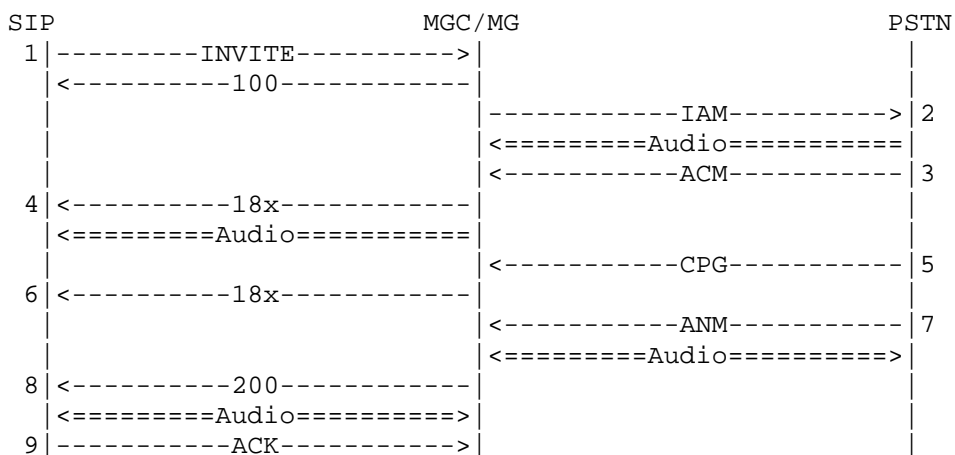 SIP                       MGC/MG                       PSTN
 1|---------INVITE---------->|                          |
  |<----------100------------|                          |
  |                          |------------IAM---------->|2
  |                          |<=========Audio===========|
  |                          |<-----------ACM-----------|3
 4|<----------18x------------|                          |
  |<=========Audio===========|                          |
  |                          |<-----------CPG-----------|5
 6|<----------18x------------|                          |
  |                          |<-----------ANM-----------|7
  |                          |<=========Audio==========>|
 8|<----------200------------|                          |
  |<=========Audio==========>|                          |
 9|-----------ACK----------->|                          |